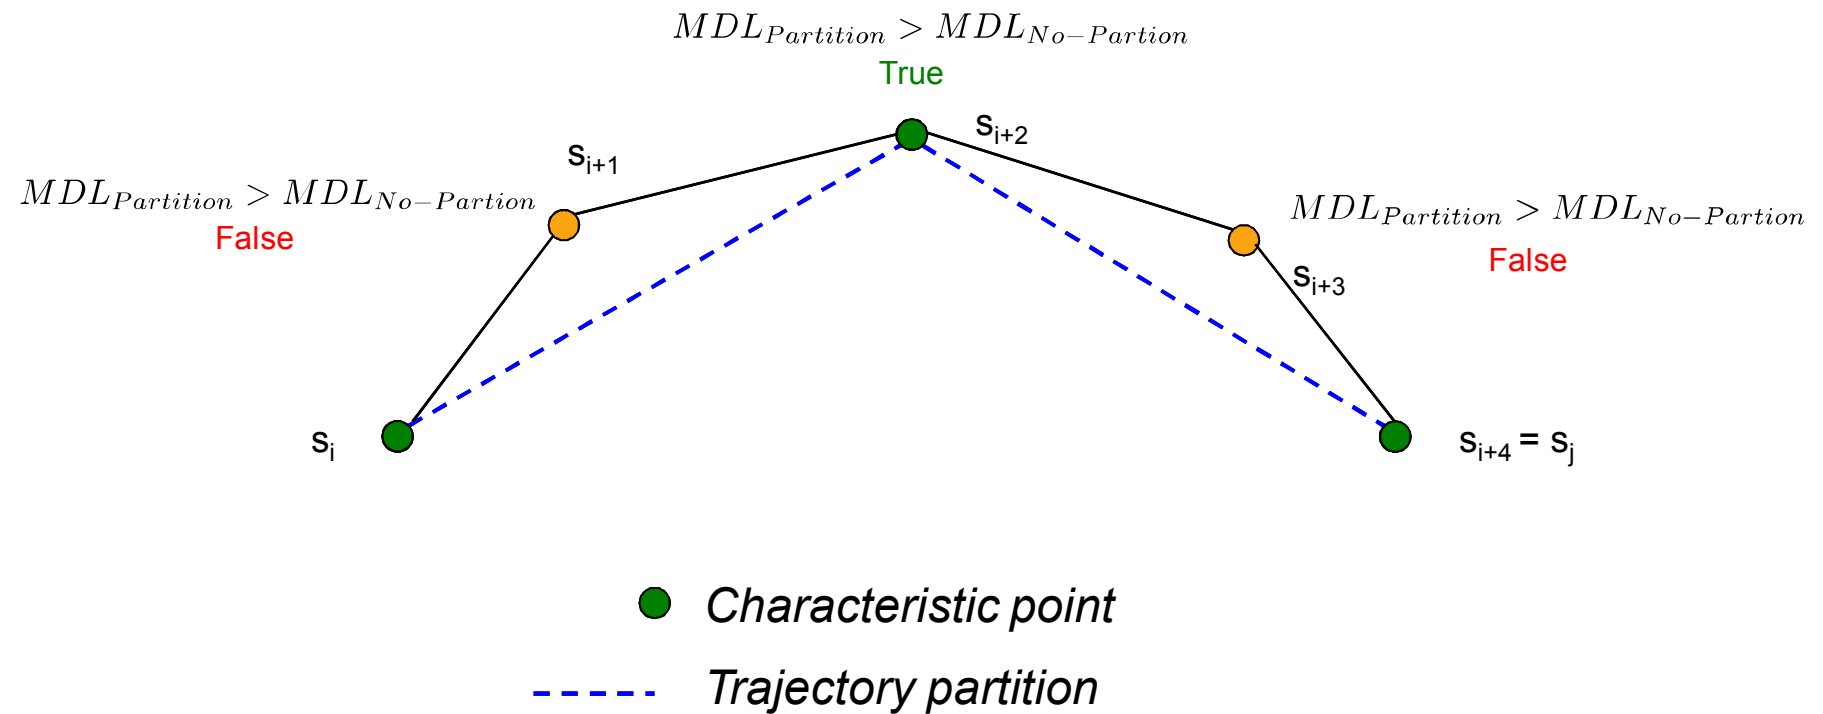 MDL_{Partition} > MDL_{No-Partion}
True
s_{i+1}
s_{i+2}
MDL_{Partition} > MDL_{No-Partion}
False
MDL_{Partition} > MDL_{No-Partion}
False
s_{i+3}
s_i
s_{i+4} = s_j
Characteristic point
Trajectory partition